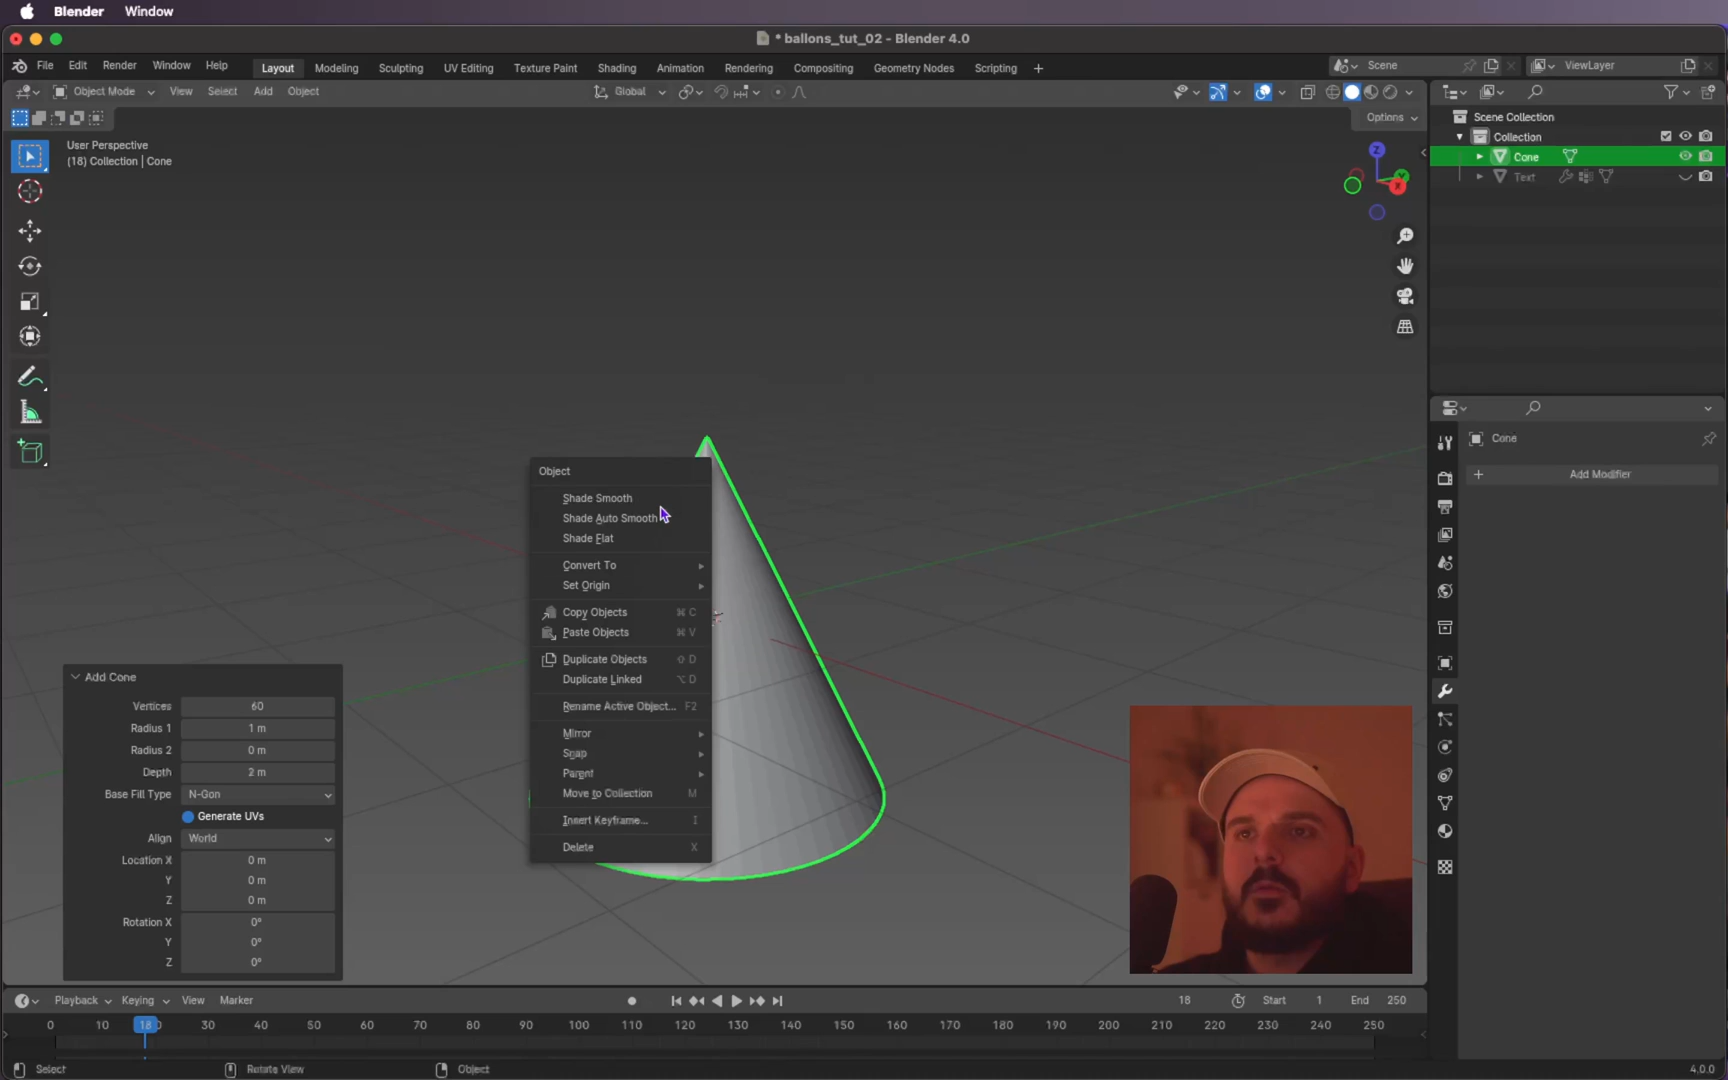 Blender Window
* ballons_tut_02 - Blender 4.0
File Edit Render Window Help Layout Modeling Sculpting UV Editing Texture Paint Shading Animation Rendering Compositing Geometry Nodes Scripting + Scene ViewLayer
Object Mode View Select Add Object Global
Options
User Perspective
(18) Collection | Cone
Z
Y
X
Scene Collection
Collection
Cone
Text
Cone
+ Add Modifier
Object
Shade Smooth
Shade Auto Smooth
Shade Flat
Convert To
Set Origin
Copy Objects ⌘ C
Paste Objects ⌘ V
Duplicate Objects ⇧ D
Duplicate Linked ⌥ D
Rename Active Object... F2
Mirror
Snap
Parent
Move to Collection M
Insert Keyframe... I
Delete X
Add Cone
Vertices 60
Radius 1 1 m
Radius 2 0 m
Depth 2 m
Base Fill Type N-Gon
Generate UVs
Align World
Location X 0 m
Y 0 m
Z 0 m
Rotation X 0°
Y 0°
Z 0°
Playback Keying View Marker 18 Start 1 End 250
0 10 18 30 40 50 60 70 80 90 100 110 120 130 140 150 160 170 180 190 200 210 220 230 240 250
Select Rotate View Object 4.0.0